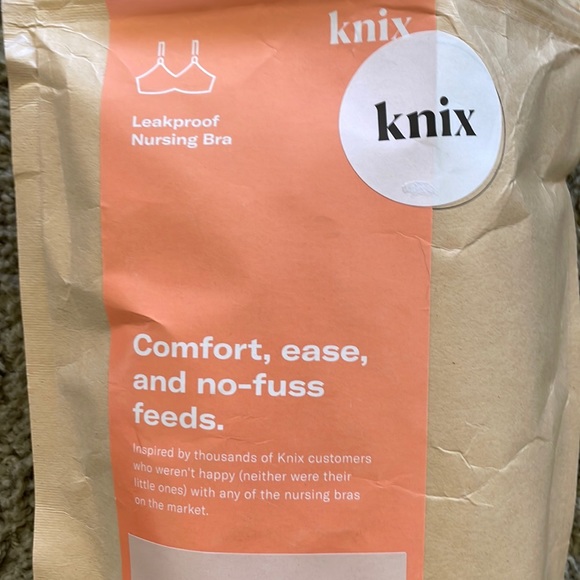 knix
knix
Leakproof
Nursing Bra
Comfort, ease,
and no-fuss
feeds.
Inspired by thousands of Knix customers
who weren't happy (neither were their
little ones) with any of the nursing bras
on the market.